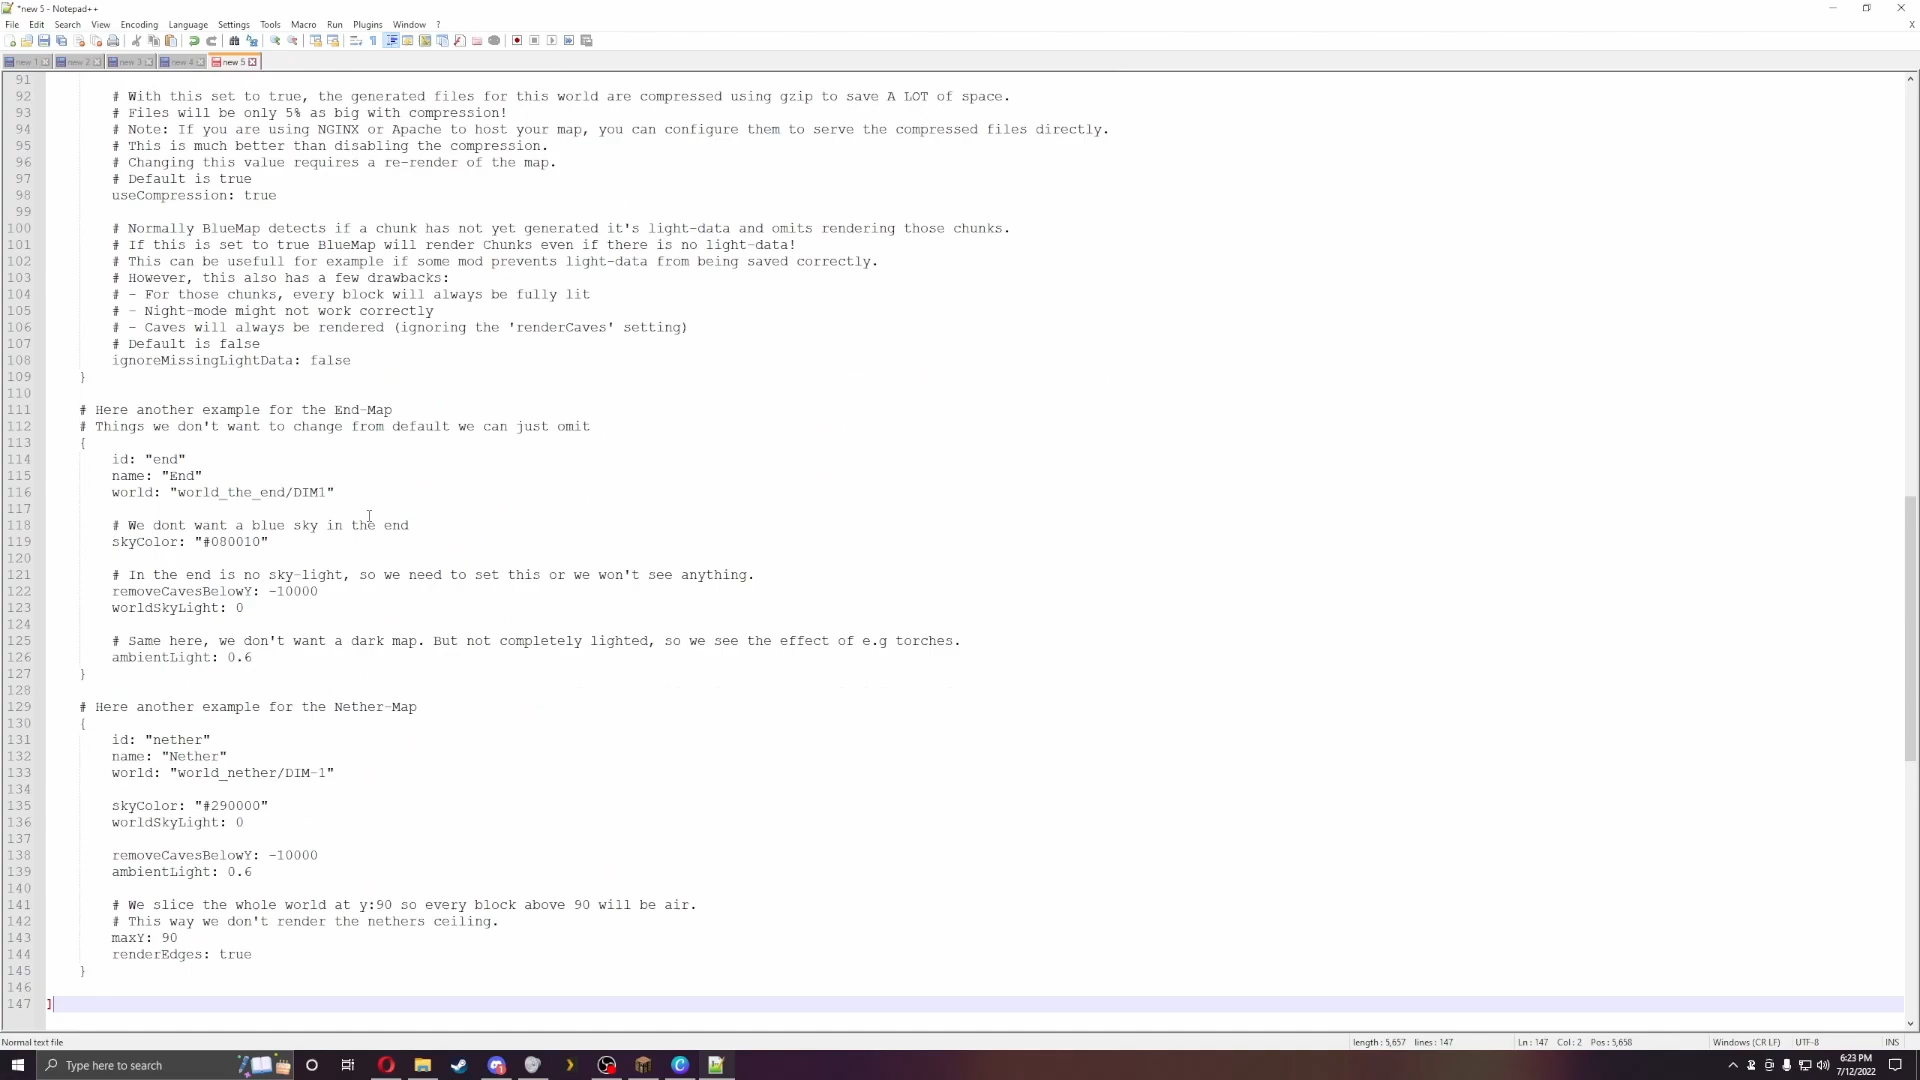 *new 5 - Notepad++
File Edit Search View Encoding Language Settings Tools Macro Run Plugins Window ?
new 1 new 2 new 3 new 4 new 5
91
92 # With this set to true, the generated files for this world are compressed using gzip to save A LOT of space.
93 # Files will be only 5% as big with compression!
94 # Note: If you are using NGINX or Apache to host your map, you can configure them to serve the compressed files directly.
95 # This is much better than disabling the compression.
96 # Changing this value requires a re-render of the map.
97 # Default is true
98 useCompression: true
99
100 # Normally BlueMap detects if a chunk has not yet generated it's light-data and omits rendering those chunks.
101 # If this is set to true BlueMap will render Chunks even if there is no light-data!
102 # This can be usefull for example if some mod prevents light-data from being saved correctly.
103 # However, this also has a few drawbacks:
104 # - For those chunks, every block will always be fully lit
105 # - Night-mode might not work correctly
106 # - Caves will always be rendered (ignoring the 'renderCaves' setting)
107 # Default is false
108 ignoreMissingLightData: false
109 }
110
111 # Here another example for the End-Map
112 # Things we don't want to change from default we can just omit
113 {
114 id: "end"
115 name: "End"
116 world: "world_the_end/DIM1"
117
118 # We dont want a blue sky in the end
119 skyColor: "#080010"
120
121 # In the end is no sky-light, so we need to set this or we won't see anything.
122 removeCavesBelowY: -10000
123 worldSkyLight: 0
124
125 # Same here, we don't want a dark map. But not completely lighted, so we see the effect of e.g torches.
126 ambientLight: 0.6
127 }
128
129 # Here another example for the Nether-Map
130 {
131 id: "nether"
132 name: "Nether"
133 world: "world_nether/DIM-1"
134
135 skyColor: "#290000"
136 worldSkyLight: 0
137
138 removeCavesBelowY: -10000
139 ambientLight: 0.6
140
141 # We slice the whole world at y:90 so every block above 90 will be air.
142 # This way we don't render the nethers ceiling.
143 maxY: 90
144 renderEdges: true
145 }
146
147 ]
Normal text file length : 5,657 lines : 147 Ln : 147 Col : 2 Pos : 5,658 Windows (CR LF) UTF-8 INS
Type here to search 6:23 PM
7/12/2022